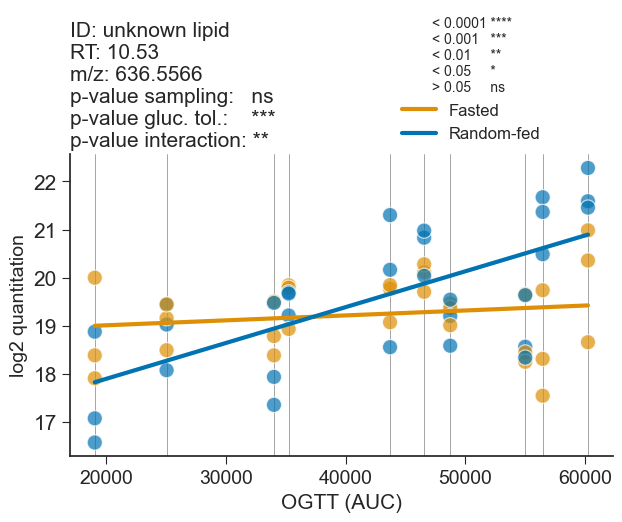 ID: unknown lipid
RT: 10.53
m/z: 636.5566
p-value sampling: ns
p-value gluc. tol.: ***
p-value interaction: **
< 0.0001 ****
< 0.001 ***
< 0.01 **
< 0.05 *
> 0.05 ns
Fasted
Random-fed
log2 quantitation
22
21
20
19
18
17
20000 30000 40000 50000 60000
OGTT (AUC)